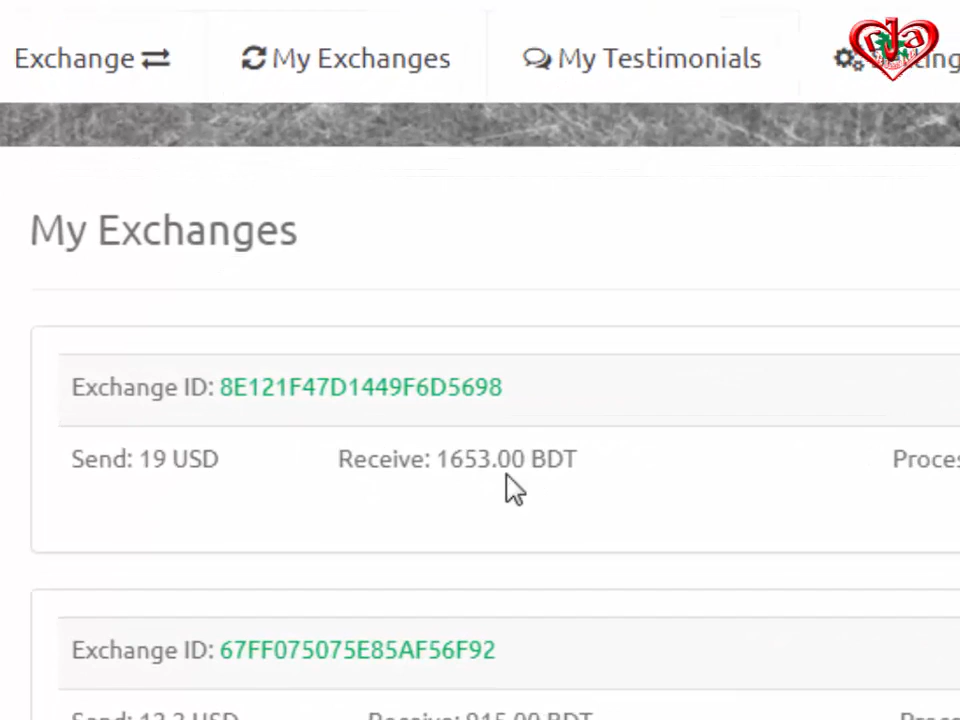 Exchange
My Exchanges
My Testimonials
My Exchanges
Exchange ID: 8E121F47D1449F6D5698
Send: 19 USD
Receive: 1653.00 BDT
Exchange ID: 67FF075075E85AF56F92